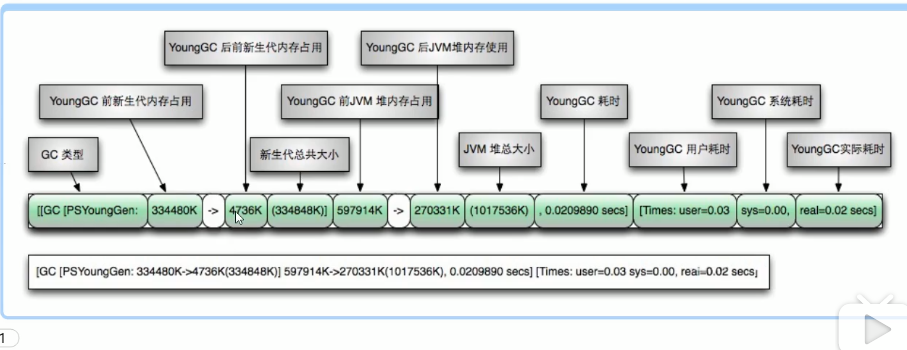 YoungGC 后前新生代内存占用
YoungGC 后JVM堆内存使用
YoungGC 前新生代内存占用
YoungGC 前JVM 堆内存占用
YoungGC 耗时
YoungGC 系统耗时
GC 类型
新生代总共大小
JVM 堆总大小
YoungGC 用户耗时
YoungGC实际耗时
[[GC [PSYoungGen: 334480K -> 4736K (334848K)] 597914K -> 270331K (1017536K) , 0.0209890 secs] [Times: user=0.03 sys=0.00, real=0.02 secs]
[GC [PSYoungGen: 334480K->4736K(334848K)] 597914K->270331K(1017536K), 0.0209890 secs] [Times: user=0.03 sys=0.00, real=0.02 secs]
1